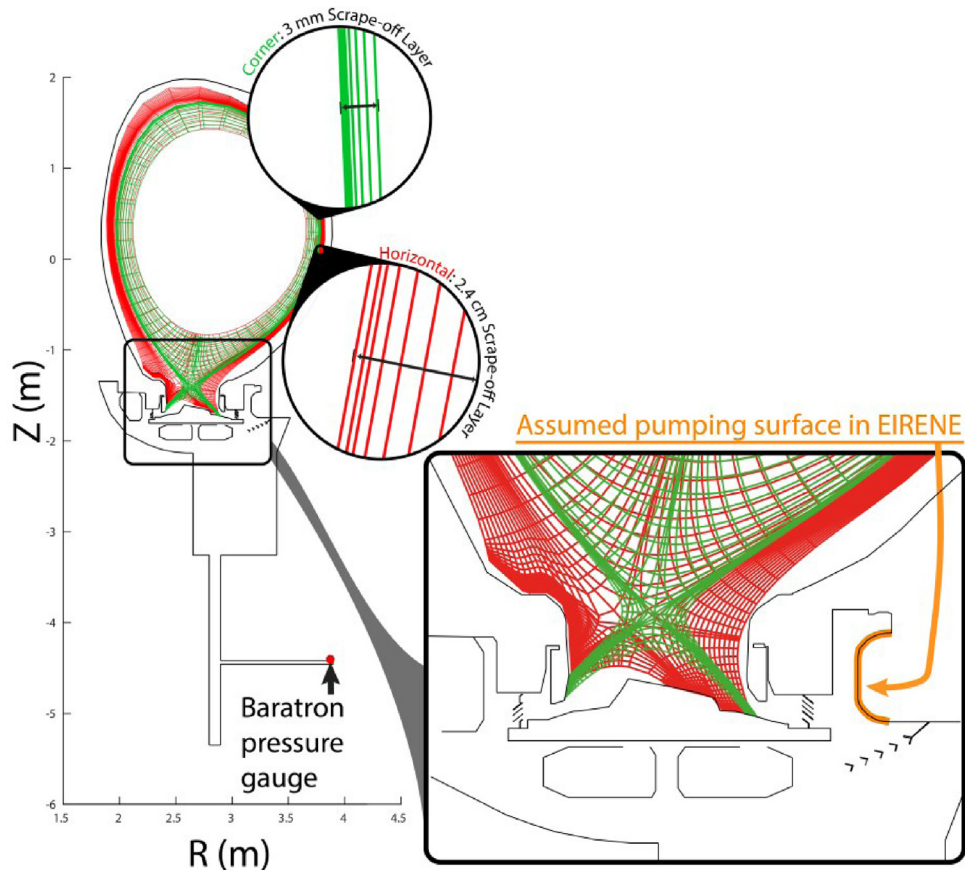 Corner: 3 mm Scrape-off Layer
2
1
0
-1
-2
-3
-4
-5
-6
Z (m)
Horizontal: 2.4 cm Scrape-off Layer
Assumed pumping surface in EIRENE
Baratron
pressure
gauge
1.5 2 2.5 3 3.5 4 4.5
R (m)